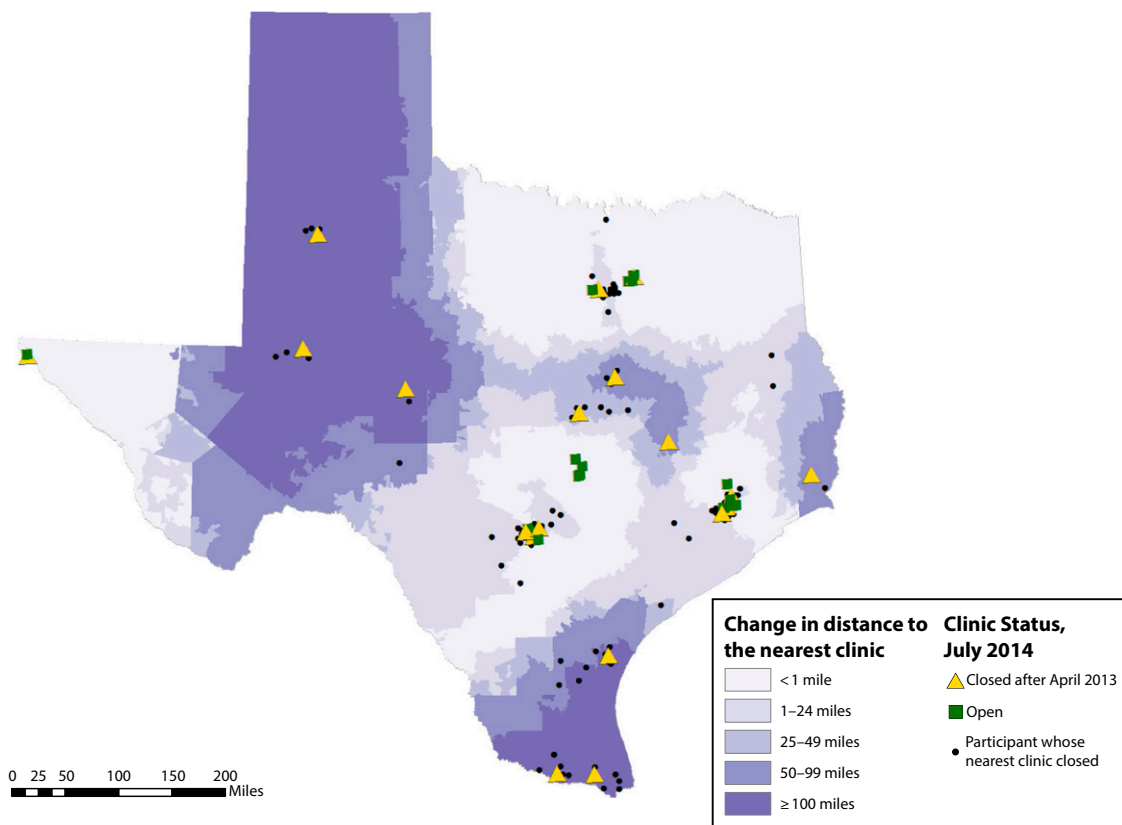 Change in distance to
the nearest clinic
< 1 mile
1–24 miles
25–49 miles
50–99 miles
≥ 100 miles
Clinic Status,
July 2014
Closed after April 2013
Open
Participant whose
nearest clinic closed
0 25 50 100 150 200
Miles